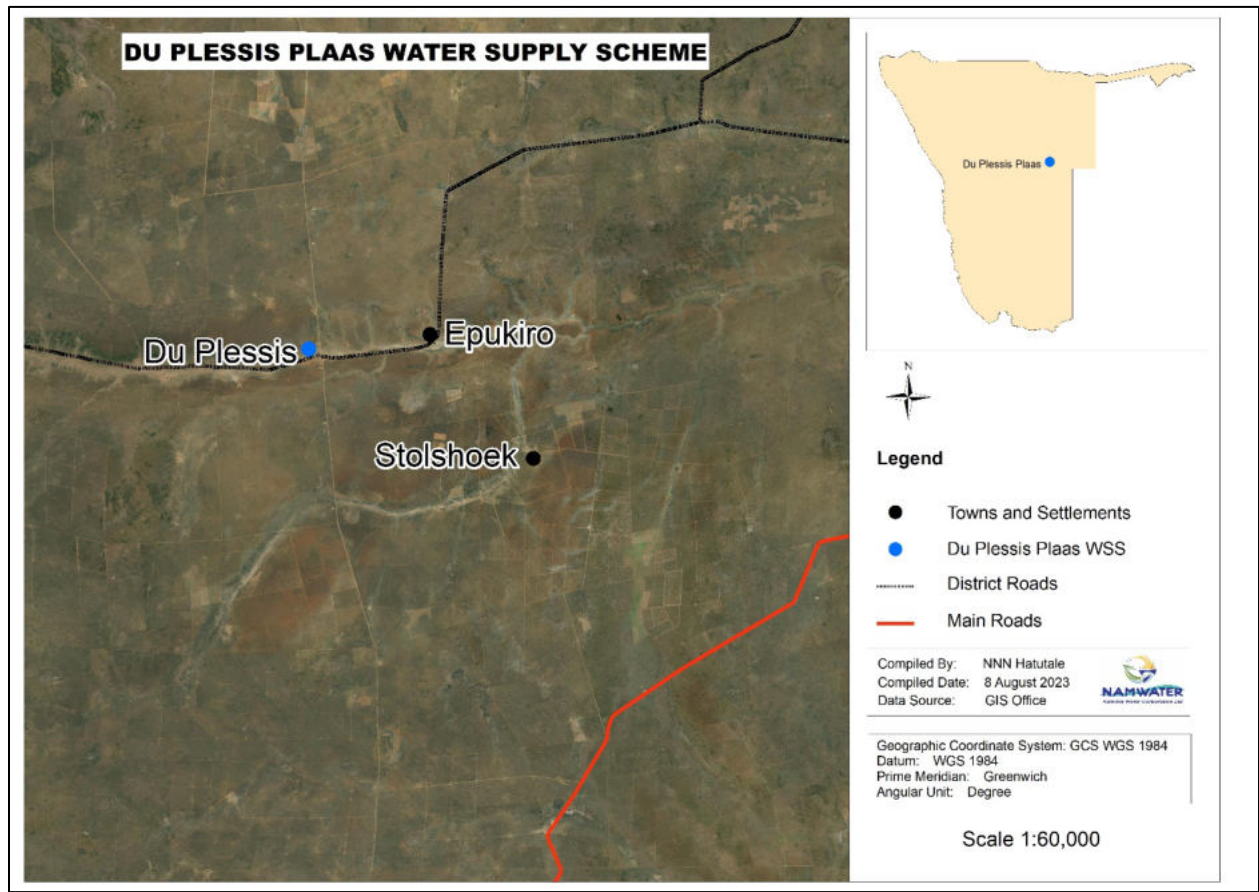 DU PLESSIS PLAAS WATER SUPPLY SCHEME
Du Plessis
Epukiro
Stolshoek
Du Plessis Plaas
N
Legend
Towns and Settlements
Du Plessis Plaas WSS
District Roads
Main Roads
Compiled By: NNN Hatutale
Compiled Date: 8 August 2023
Data Source: GIS Office
NAMWATER
Geographic Coordinate System: GCS WGS 1984
Datum: WGS 1984
Prime Meridian: Greenwich
Angular Unit: Degree
Scale 1:60,000